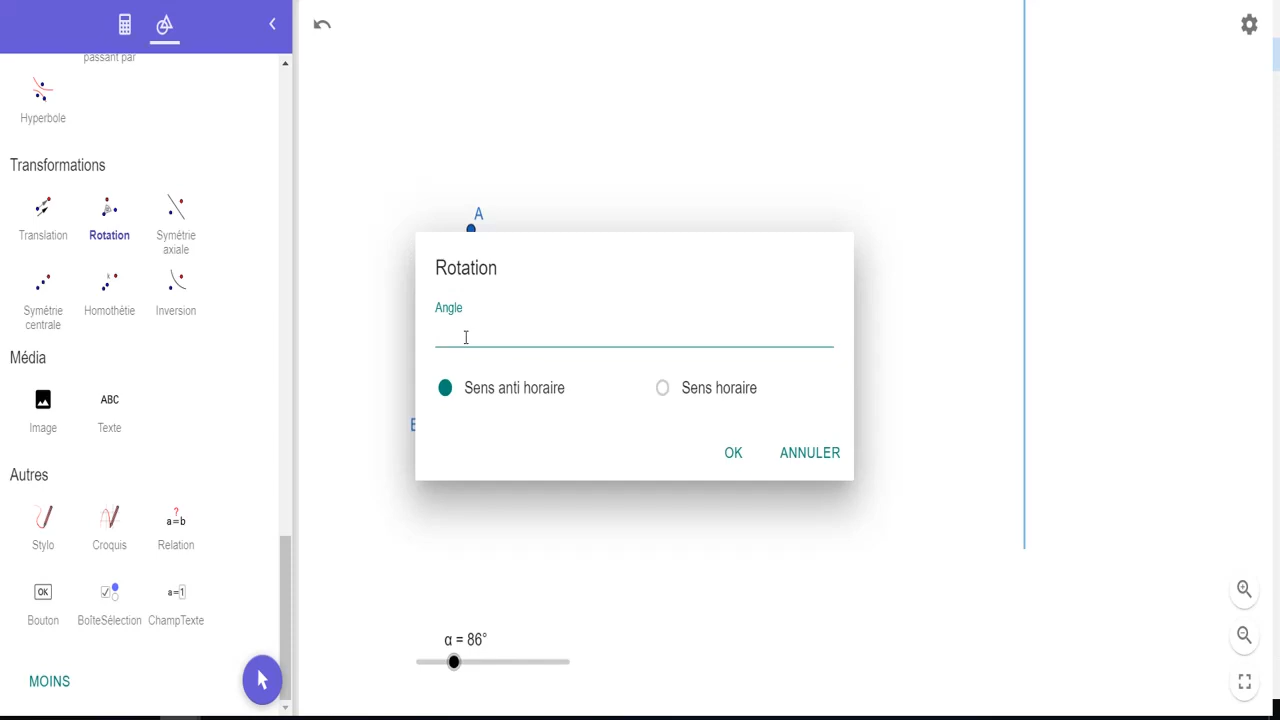 passant par
Hyperbole
Transformations
Translation
Rotation
Symétrie
axiale
Symétrie
centrale
Homothétie
Inversion
Média
ABC
Image
Texte
Autres
?
a=b
Stylo
Croquis
Relation
OK
a=1
Bouton
BoîteSélection
ChampTexte
MOINS
A
Rotation
Angle
Sens anti horaire
Sens horaire
OK
ANNULER
α = 86°